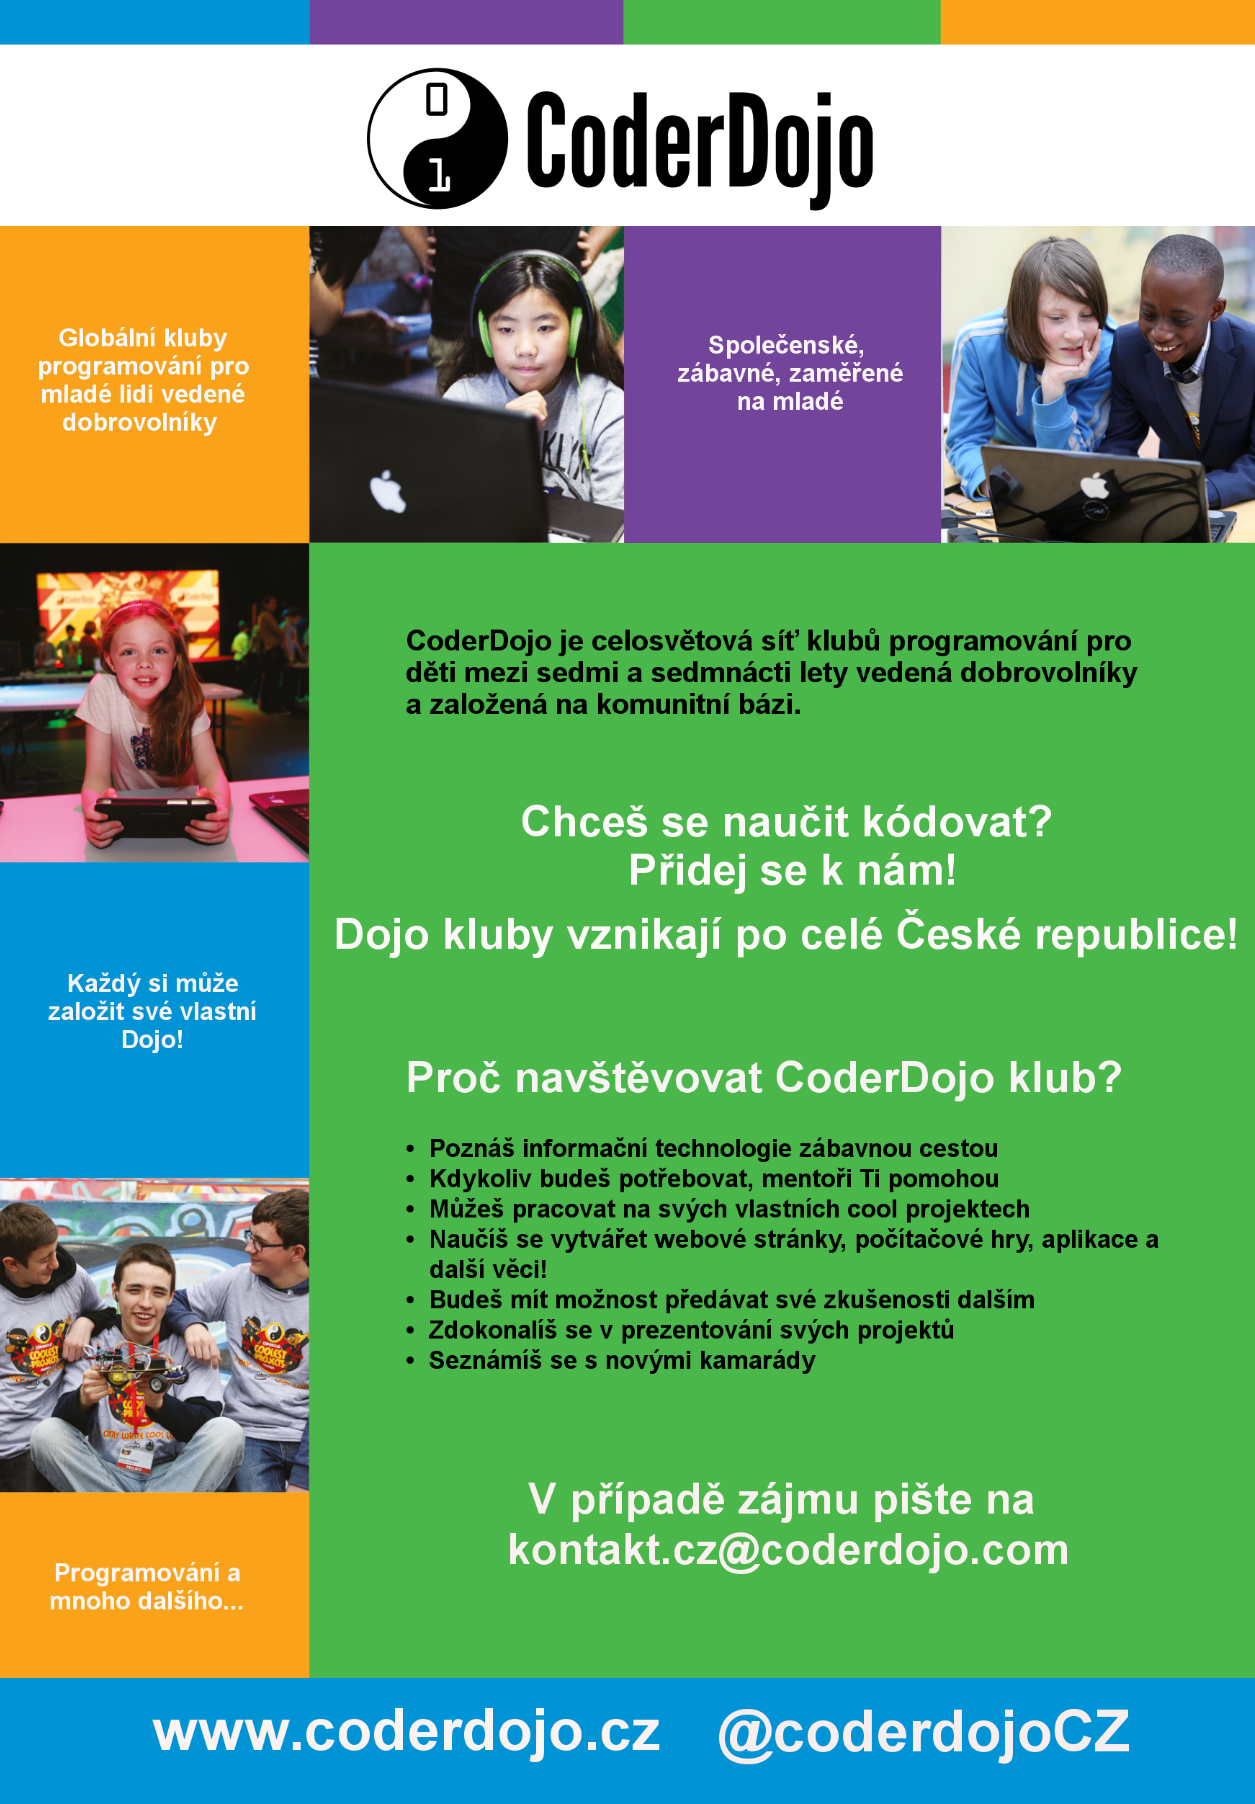 0
1
CoderDojo
Globální kluby
programování pro
mladé lidi vedené
dobrovolníky
Společenské,
zábavné, zaměřené
na mladé
CoderDojo je celosvětová síť klubů programování pro
děti mezi sedmi a sedmnácti lety vedená dobrovolníky
a založená na komunitní bázi.
Chceš se naučit kódovat?
Přidej se k nám!
Dojo kluby vznikají po celé České republice!
Každý si může
založit své vlastní
Dojo!
Proč navštěvovat CoderDojo klub?
• Poznáš informační technologie zábavnou cestou
• Kdykoliv budeš potřebovat, mentoři Ti pomohou
• Můžeš pracovat na svých vlastních cool projektech
• Naučíš se vytvářet webové stránky, počítačové hry, aplikace a
další věci!
• Budeš mít možnost předávat své zkušenosti dalším
• Zdokonalíš se v prezentování svých projektů
• Seznámíš se s novými kamarády
COOLEST
PROJECTS
COOLEST
PROJECTS
V případě zájmu pište na
kontakt.cz@coderdojo.com
Programování a
mnoho dalšího...
www.coderdojo.cz @coderdojoCZ